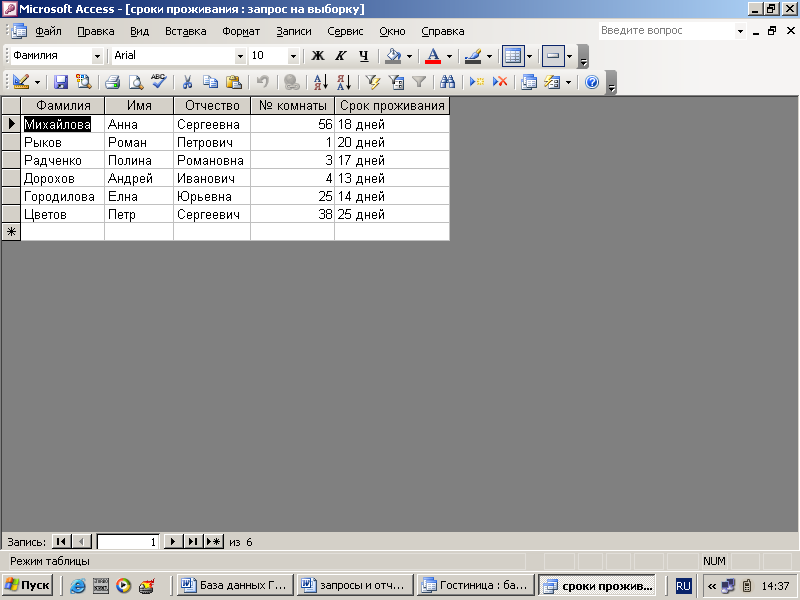 Microsoft Access - [сроки проживания : запрос на выборку]
Файл Правка Вид Вставка Формат Записи Сервис Окно Справка Введите вопрос
Фамилия Arial 10 Ж К Ч А
Фамилия Имя Отчество № комнаты Срок проживания
Михайлова Анна Сергеевна 56 18 дней
Рыков Роман Петрович 1 20 дней
Радченко Полина Романовна 3 17 дней
Дорохов Андрей Иванович 4 13 дней
Городилова Елна Юрьевна 25 14 дней
Цветов Петр Сергеевич 38 25 дней
Запись: 1 из 6
Режим таблицы NUM
Пуск База данных Г... запросы и отч... Гостиница : ба... сроки прожив... RU « 14:37